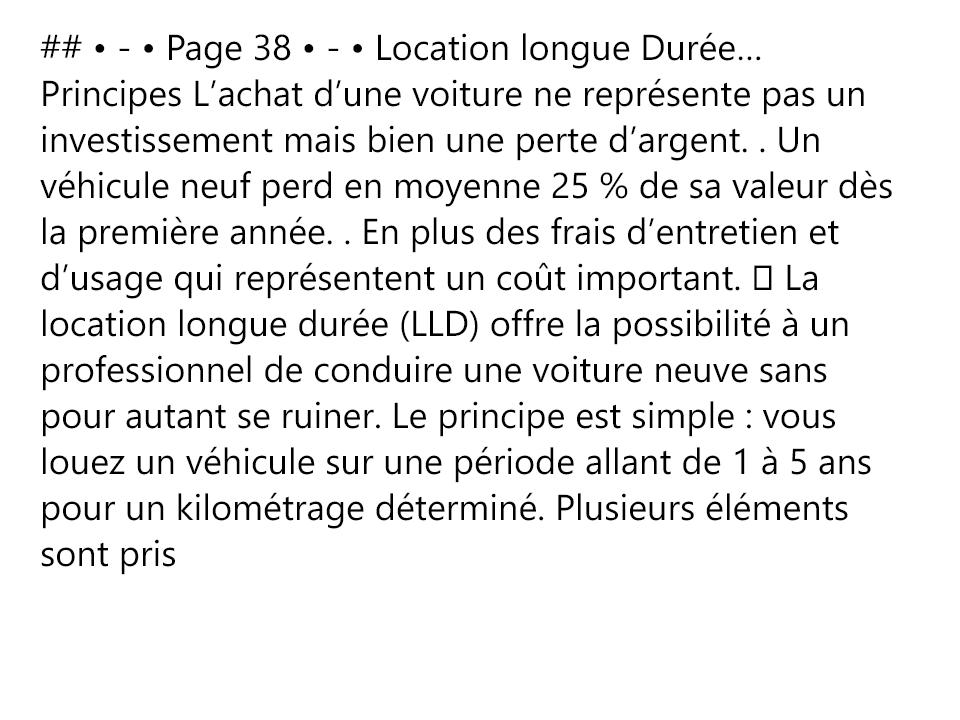 ## • - • Page 38 • - • Location longue Durée…
Principes L’achat d’une voiture ne représente pas un
investissement mais bien une perte d’argent. . Un
véhicule neuf perd en moyenne 25 % de sa valeur dès
la première année. . En plus des frais d’entretien et
d’usage qui représentent un coût important.  La
location longue durée (LLD) offre la possibilité à un
professionnel de conduire une voiture neuve sans
pour autant se ruiner. Le principe est simple : vous
louez un véhicule sur une période allant de 1 à 5 ans
pour un kilométrage déterminé. Plusieurs éléments
sont pris